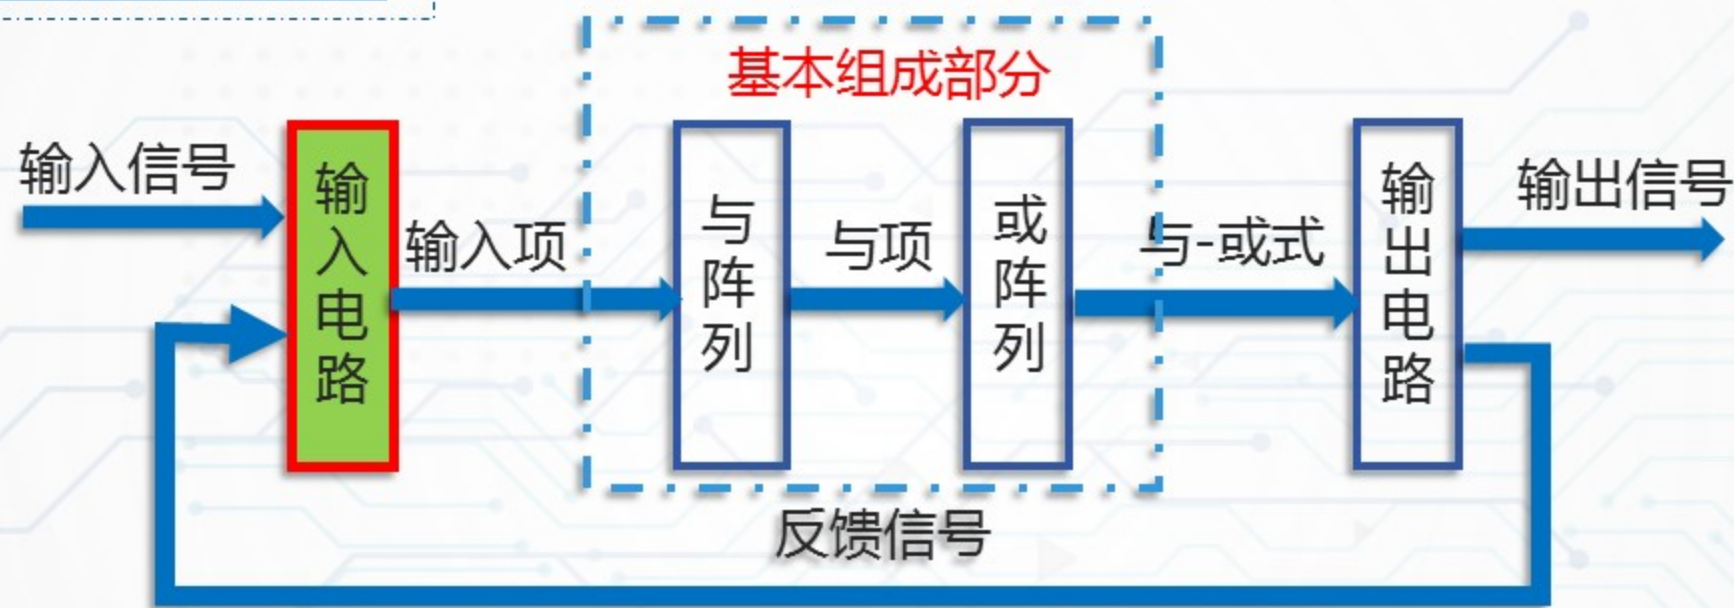 基本组成部分
输入信号
输入电路
输入项
与阵列
与项
或阵列
与-或式
输出电路
输出信号
反馈信号